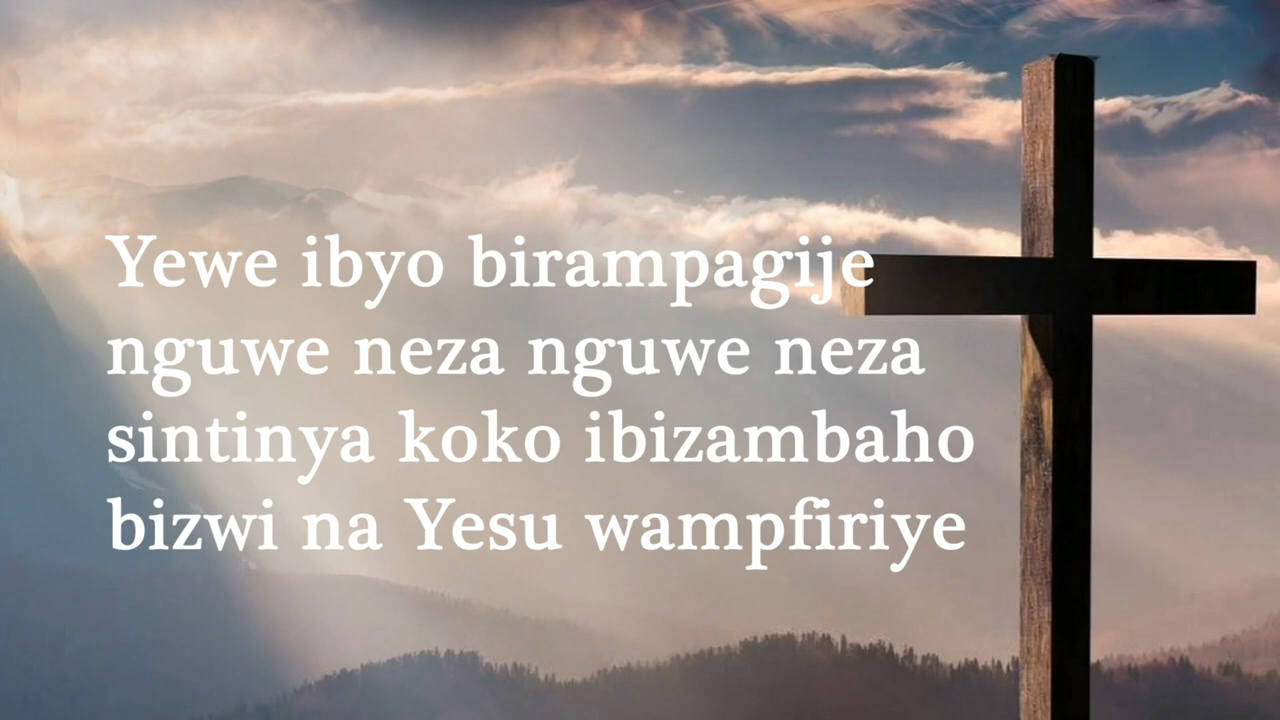 Yewe ibyo birampagije
nguwe neza nguwe neza
sintinya koko ibizambaho
bizwi na Yesu wampfiriye